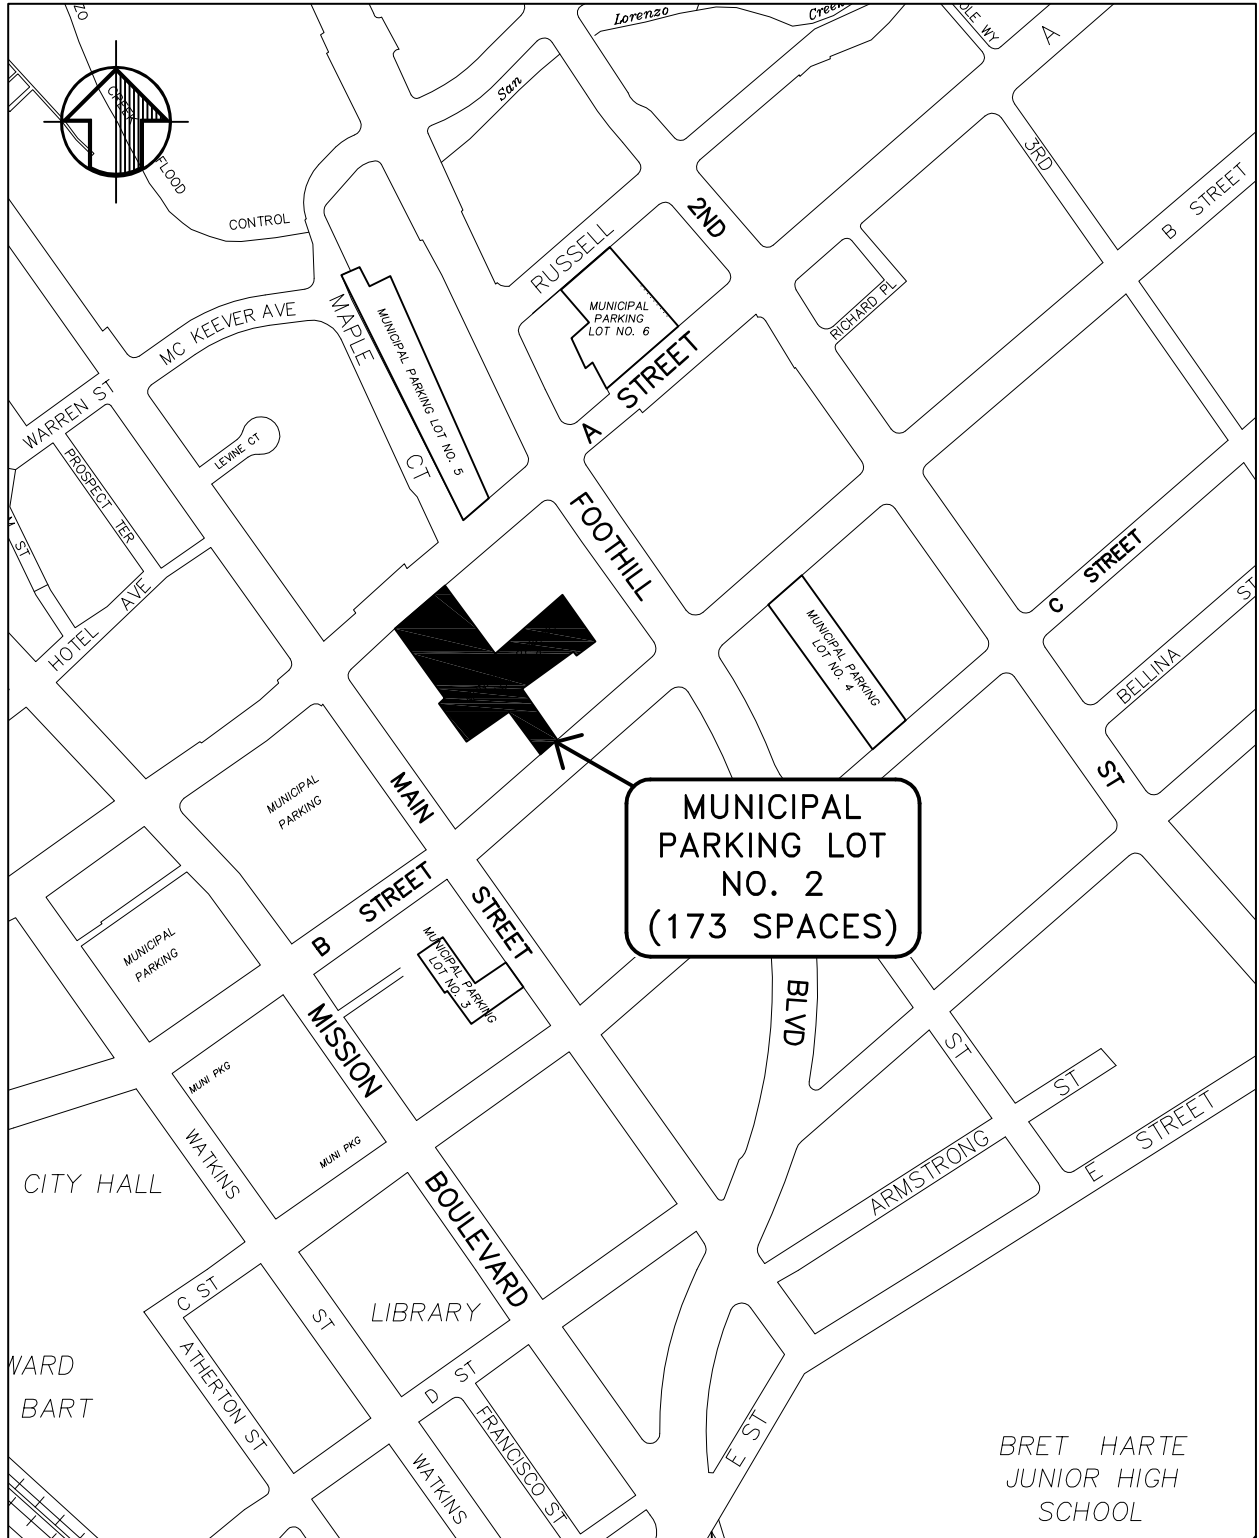 Lorenzo
Creek
San
A
CREEK
FLOOD
CONTROL
3RD
B STREET
2ND
RUSSELL
RICHARD PL
MUNICIPAL
PARKING
LOT NO. 6
MC KEEVER AVE
MAPLE
CT
MUNICIPAL PARKING LOT NO. 5
A STREET
WARREN ST
LEVINE CT
PROSPECT TER
ST
HOTEL AVE
FOOTHILL
C STREET
MUNICIPAL PARKING
LOT NO. 4
BELLINA ST
ST
MAIN
STREET
MUNICIPAL
PARKING
MUNICIPAL
PARKING LOT
NO. 2
(173 SPACES)
B STREET
MUNICIPAL
PARKING
MUNICIPAL PARKING
LOT NO. 3
BLVD
MISSION
MUNI PKG
MUNI PKG
ST
ST
E STREET
ARMSTRONG
WATKINS
ST
CITY HALL
BOULEVARD
C ST
LIBRARY
WARD
BART
ATHERTON ST
D ST
FRANCISCO ST
WATKINS
E ST
BRET HARTE
JUNIOR HIGH
SCHOOL